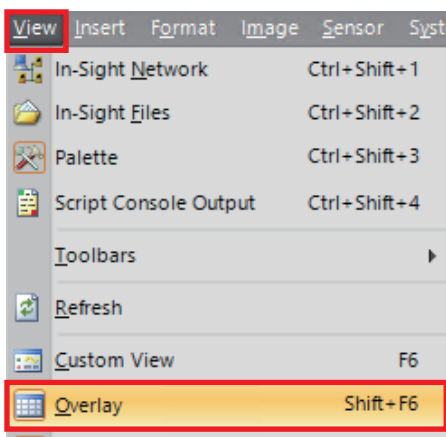 View Insert Format Image Sensor Syst
In-Sight Network Ctrl+Shift+1
In-Sight Files Ctrl+Shift+2
Palette Ctrl+Shift+3
Script Console Output Ctrl+Shift+4
Toolbars
Refresh
Custom View F6
Overlay Shift+F6